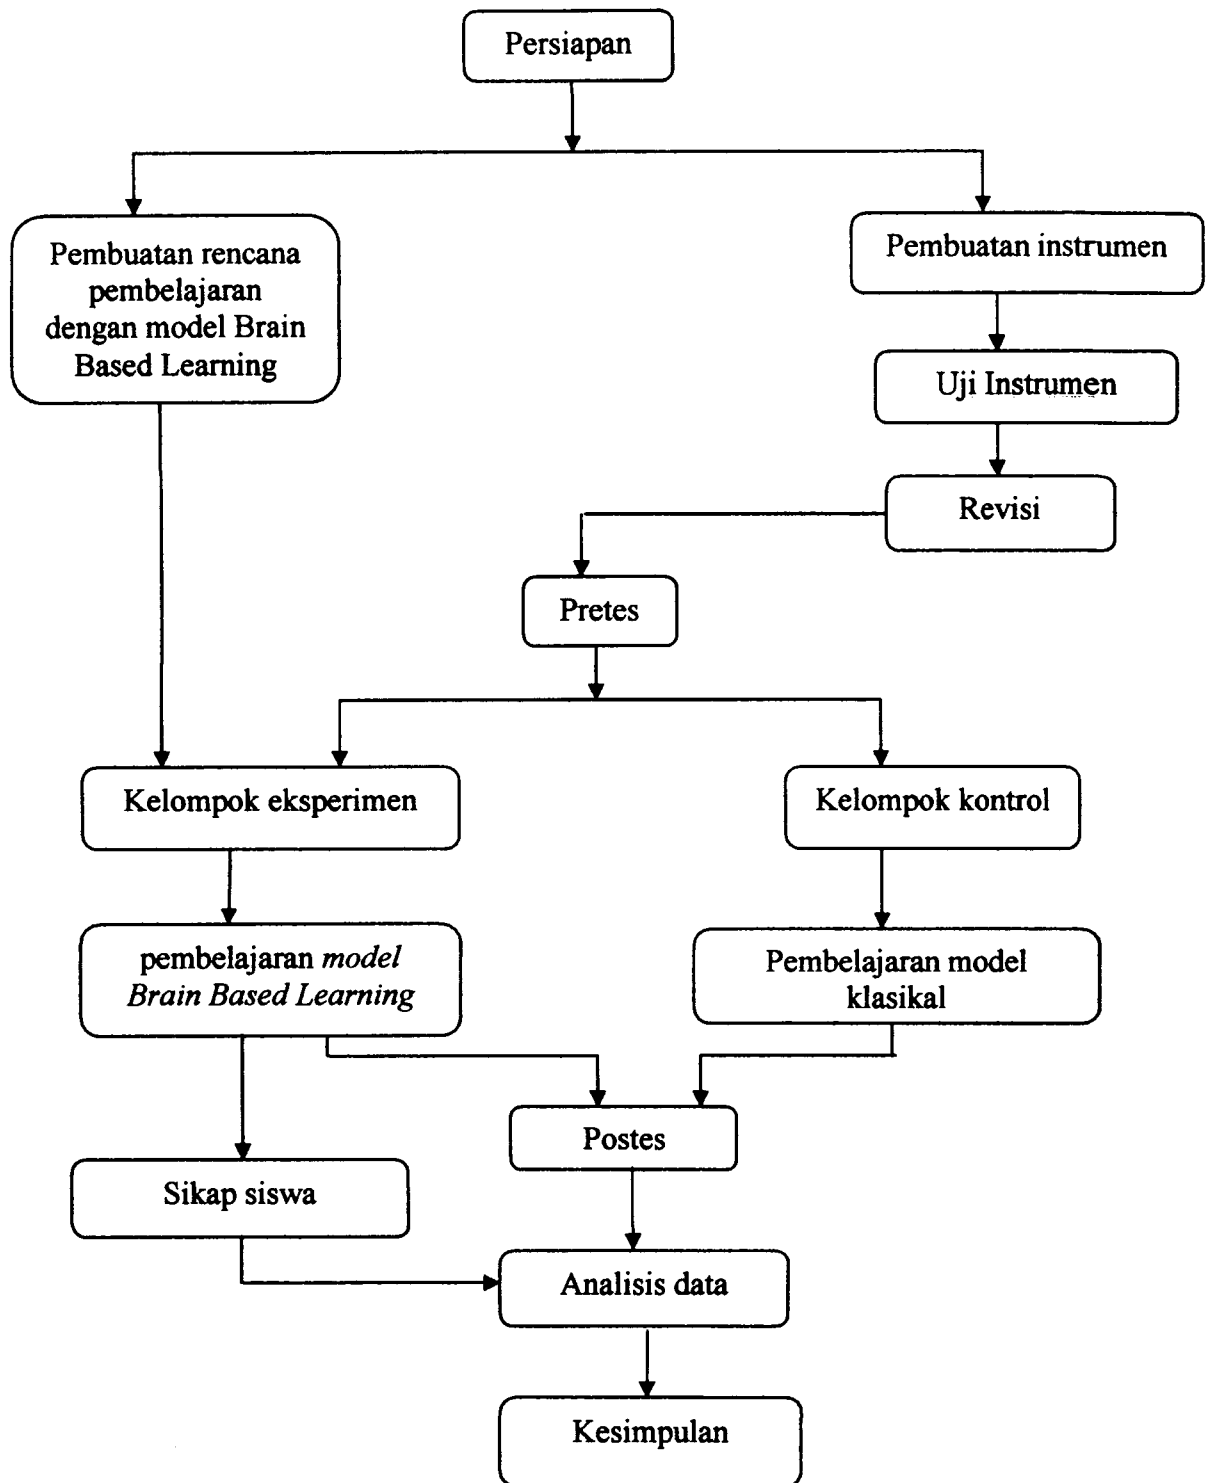 Persiapan
Pembuatan rencana
pembelajaran
dengan model Brain
Based Learning
Pembuatan instrumen
Uji Instrumen
Revisi
Pretes
Kelompok eksperimen
Kelompok kontrol
pembelajaran model
Brain Based Learning
Pembelajaran model
klasikal
Postes
Sikap siswa
Analisis data
Kesimpulan